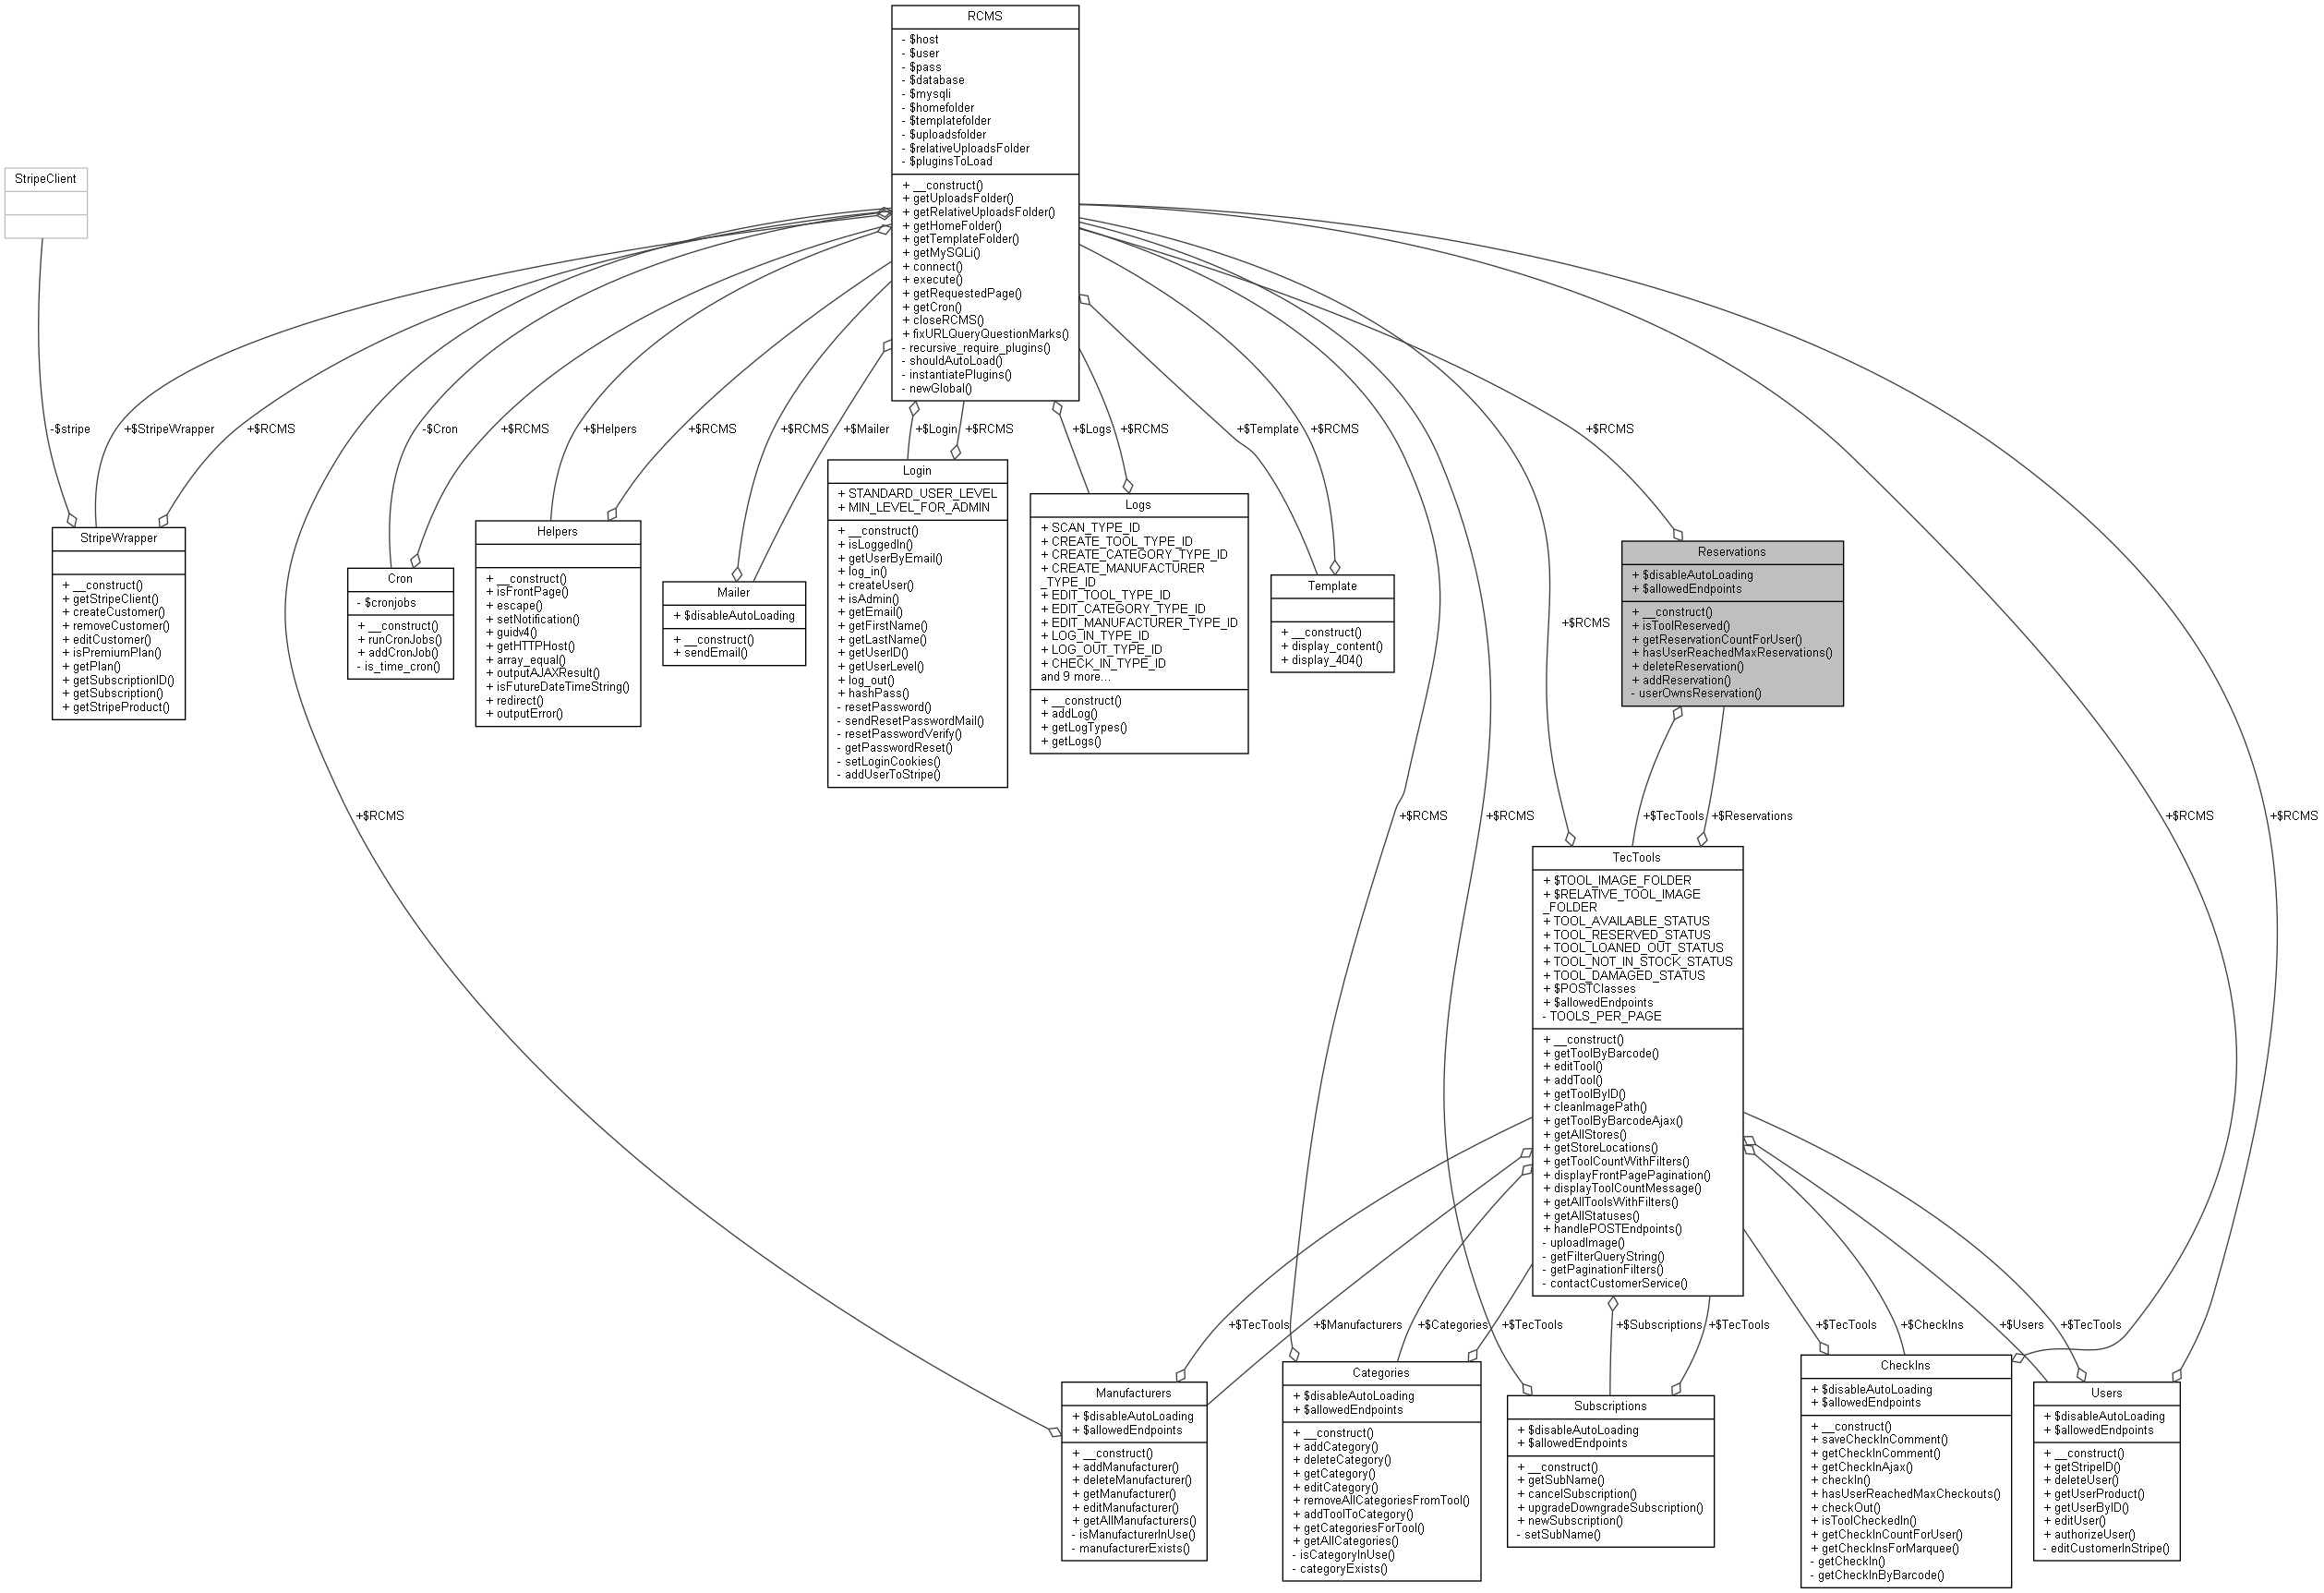 RCMS
- $host
- $user
- $pass
- $database
- $mysqli
- $homefolder
- $templatefolder
- $uploadsfolder
- $relativeUploadsFolder
- $pluginsToLoad
+ __construct()
+ getUploadsFolder()
+ getRelativeUploadsFolder()
+ getHomeFolder()
+ getTemplateFolder()
+ getMySQLi()
+ connect()
+ execute()
+ getRequestedPage()
+ getCron()
+ closeRCMS()
+ fixURLQueryQuestionMarks()
- recursive_require_plugins()
- shouldAutoLoad()
- instantiatePlugins()
- newGlobal()
StripeClient
-$stripe
+$StripeWrapper
+$RCMS
-$Cron
+$RCMS
+$Helpers
+$RCMS
+$RCMS
+$Mailer
+$Login
+$RCMS
+$Logs
+$RCMS
+$Template
+$RCMS
+$RCMS
StripeWrapper
+ __construct()
+ getStripeClient()
+ createCustomer()
+ removeCustomer()
+ editCustomer()
+ isPremiumPlan()
+ getPlan()
+ getSubscriptionID()
+ getSubscription()
+ getStripeProduct()
Cron
- $cronjobs
+ __construct()
+ runCronJobs()
+ addCronJob()
- is_time_cron()
Helpers
+ __construct()
+ isFrontPage()
+ escape()
+ setNotification()
+ guidv4()
+ getHTTPHost()
+ array_equal()
+ outputAJAXResult()
+ isFutureDateTimeString()
+ redirect()
+ outputError()
Mailer
+ $disableAutoLoading
+ __construct()
+ sendEmail()
Login
+ STANDARD_USER_LEVEL
+ MIN_LEVEL_FOR_ADMIN
+ __construct()
+ isLoggedIn()
+ getUserByEmail()
+ log_in()
+ createUser()
+ isAdmin()
+ getEmail()
+ getFirstName()
+ getLastName()
+ getUserID()
+ getUserLevel()
+ log_out()
+ hashPass()
- resetPassword()
- sendResetPasswordMail()
- resetPasswordVerify()
- getPasswordReset()
- setLoginCookies()
- addUserToStripe()
Logs
+ SCAN_TYPE_ID
+ CREATE_TOOL_TYPE_ID
+ CREATE_CATEGORY_TYPE_ID
+ CREATE_MANUFACTURER
_TYPE_ID
+ EDIT_TOOL_TYPE_ID
+ EDIT_CATEGORY_TYPE_ID
+ EDIT_MANUFACTURER_TYPE_ID
+ LOG_IN_TYPE_ID
+ LOG_OUT_TYPE_ID
+ CHECK_IN_TYPE_ID
and 9 more...
+ __construct()
+ addLog()
+ getLogTypes()
+ getLogs()
Template
+ __construct()
+ display_content()
+ display_404()
Reservations
+ $disableAutoLoading
+ $allowedEndpoints
+ __construct()
+ isToolReserved()
+ getReservationCountForUser()
+ hasUserReachedMaxReservations()
+ deleteReservation()
+ addReservation()
- userOwnsReservation()
+$RCMS
+$RCMS
+$RCMS
+$RCMS
+$TecTools
+$Reservations
+$RCMS
+$RCMS
TecTools
+ $TOOL_IMAGE_FOLDER
+ $RELATIVE_TOOL_IMAGE
_FOLDER
+ TOOL_AVAILABLE_STATUS
+ TOOL_RESERVED_STATUS
+ TOOL_LOANED_OUT_STATUS
+ TOOL_NOT_IN_STOCK_STATUS
+ TOOL_DAMAGED_STATUS
+ $POSTClasses
+ $allowedEndpoints
- TOOLS_PER_PAGE
+ __construct()
+ getToolByBarcode()
+ editTool()
+ addTool()
+ getToolByID()
+ cleanImagePath()
+ getToolByBarcodeAjax()
+ getAllStores()
+ getStoreLocations()
+ getToolCountWithFilters()
+ displayFrontPagePagination()
+ displayToolCountMessage()
+ getAllToolsWithFilters()
+ getAllStatuses()
+ handlePOSTEndpoints()
- uploadImage()
- getFilterQueryString()
- getPaginationFilters()
- contactCustomerService()
+$TecTools
+$Manufacturers
+$Categories
+$TecTools
+$Subscriptions
+$TecTools
+$TecTools
+$CheckIns
+$Users
+$TecTools
Manufacturers
+ $disableAutoLoading
+ $allowedEndpoints
+ __construct()
+ addManufacturer()
+ deleteManufacturer()
+ getManufacturer()
+ editManufacturer()
+ getAllManufacturers()
- isManufacturerInUse()
- manufacturerExists()
Categories
+ $disableAutoLoading
+ $allowedEndpoints
+ __construct()
+ addCategory()
+ deleteCategory()
+ getCategory()
+ editCategory()
+ removeAllCategoriesFromTool()
+ addToolToCategory()
+ getCategoriesForTool()
+ getAllCategories()
- isCategoryInUse()
- categoryExists()
Subscriptions
+ $disableAutoLoading
+ $allowedEndpoints
+ __construct()
+ getSubName()
+ cancelSubscription()
+ upgradeDowngradeSubscription()
+ newSubscription()
- setSubName()
CheckIns
+ $disableAutoLoading
+ $allowedEndpoints
+ __construct()
+ saveCheckInComment()
+ getCheckInComment()
+ getCheckInAjax()
+ checkIn()
+ hasUserReachedMaxCheckouts()
+ checkOut()
+ isToolCheckedIn()
+ getCheckInCountForUser()
+ getCheckInsForMarquee()
- getCheckIn()
- getCheckInByBarcode()
Users
+ $disableAutoLoading
+ $allowedEndpoints
+ __construct()
+ getStripeID()
+ deleteUser()
+ getUserProduct()
+ getUserByID()
+ editUser()
+ authorizeUser()
- editCustomerInStripe()